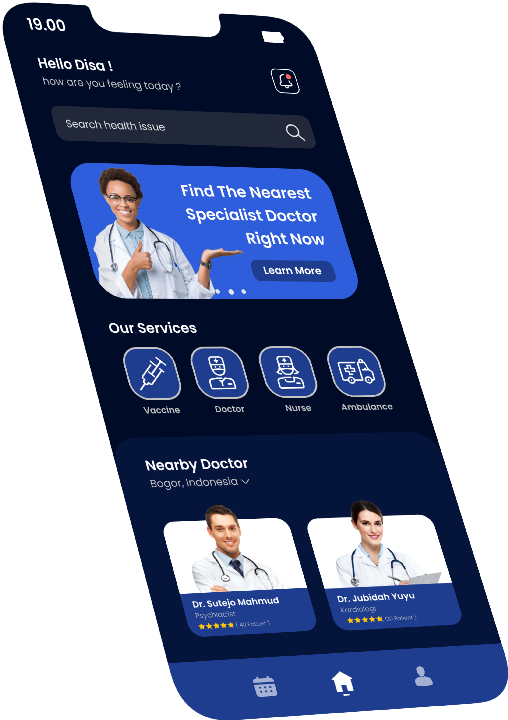 19.00
Hello Disa !
how are you feeling today ?
Search health issue
Find The Nearest
Specialist Doctor
Right Now
Learn More
Our Services
Vaccine Doctor Nurse Ambulance
Nearby Doctor
Bogor, Indonesia
Dr. Sutejo Mahmud
Psychiatist
( 40 Patient )
Dr. Jubidah Yuyu
Kardiologi
(20 Patient )